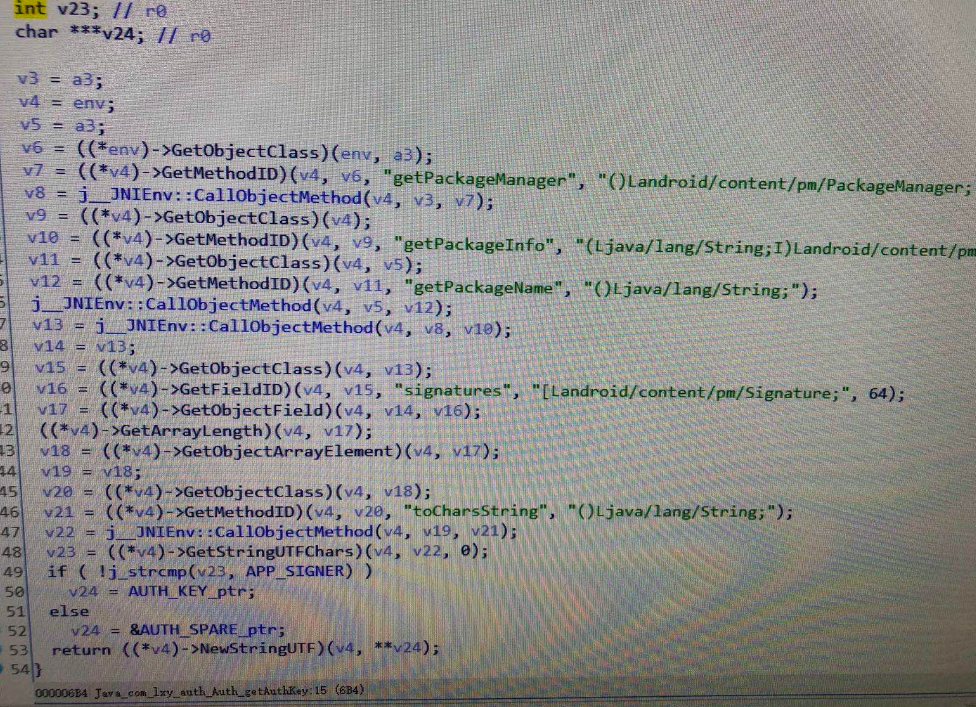 int v23; // r0
char ***v24; // r0
v3 = a3;
v4 = env;
v5 = a3;
v6 = ((*env)->GetObjectClass)(env, a3);
v7 = ((*v4)->GetMethodID)(v4, v6, "getPackageManager", "()Landroid/content/pm/PackageManager;
v8 = j__JNIEnv::CallObjectMethod(v4, v3, v7);
v9 = ((*v4)->GetObjectClass)(v4);
v10 = ((*v4)->GetMethodID)(v4, v9, "getPackageInfo", "(Ljava/lang/String;I)Landroid/content/pm
v11 = ((*v4)->GetObjectClass)(v4, v5);
v12 = ((*v4)->GetMethodID)(v4, v11, "getPackageName", "()Ljava/lang/String;");
5 j__JNIEnv::CallObjectMethod(v4, v5, v12);
7 v13 = j__JNIEnv::CallObjectMethod(v4, v8, v10);
8 v14 = v13;
9 v15 = ((*v4)->GetObjectClass)(v4, v13);
0 v16 = ((*v4)->GetFieldID)(v4, v15, "signatures", "[Landroid/content/pm/Signature;", 64);
1 v17 = ((*v4)->GetObjectField)(v4, v14, v16);
2 ((*v4)->GetArrayLength)(v4, v17);
43 v18 = ((*v4)->GetObjectArrayElement)(v4, v17);
44 v19 = v18;
45 v20 = ((*v4)->GetObjectClass)(v4, v18);
46 v21 = ((*v4)->GetMethodID)(v4, v20, "toCharsString", "()Ljava/lang/String;");
47 v22 = j__JNIEnv::CallObjectMethod(v4, v19, v21);
48 v23 = ((*v4)->GetStringUTFChars)(v4, v22, 0);
49 if ( !j_strcmp(v23, APP_SIGNER) )
50 v24 = AUTH_KEY_ptr;
51 else
52 v24 = &AUTH_SPARE_ptr;
53 return ((*v4)->NewStringUTF)(v4, **v24);
54 }
000006B4 Java_com_lxy_auth_Auth_getAuthKey:15 (6B4)